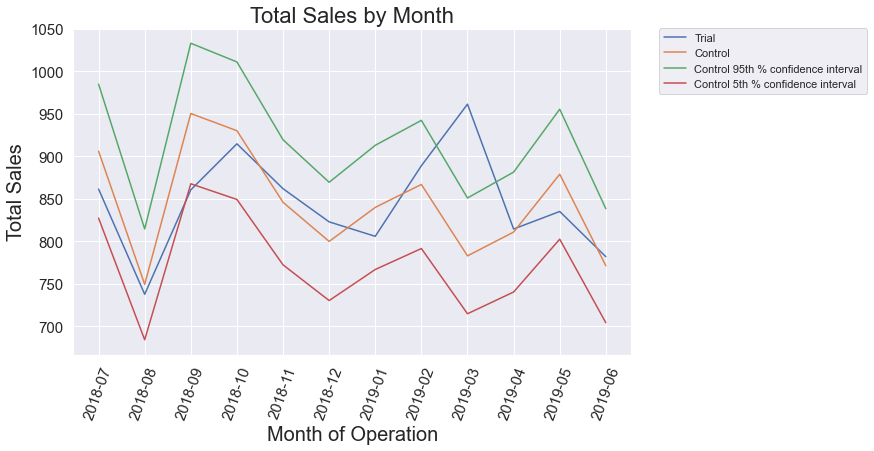 Total Sales by Month
Trial
Control
Control 95th % confidence interval
Control 5th % confidence interval
Total Sales
1050
1000
950
900
850
800
750
700
2018-07
2018-08
2018-09
2018-10
2018-11
2018-12
2019-01
2019-02
2019-03
2019-04
2019-05
2019-06
Month of Operation